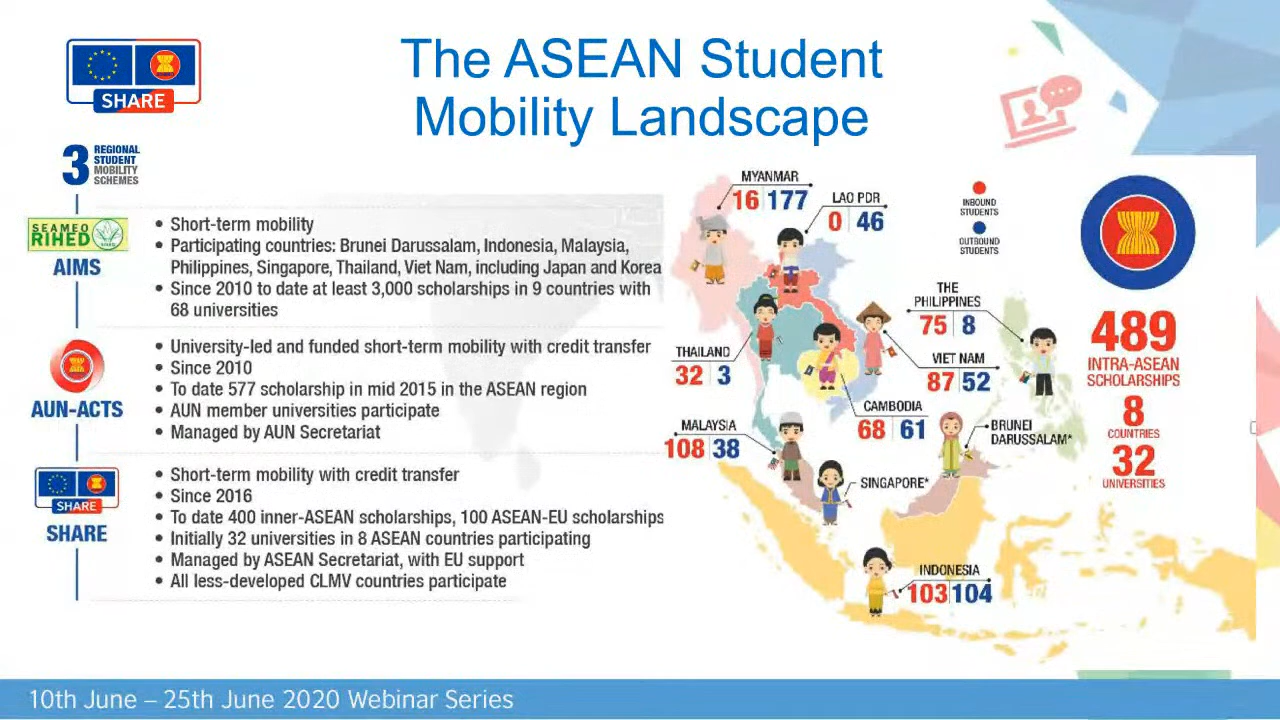 SHARE
The ASEAN Student
Mobility Landscape
3 REGIONAL
STUDENT
MOBILITY
SCHEMES
SEAMEO
RIHED
AIMS
• Short-term mobility
• Participating countries: Brunei Darussalam, Indonesia, Malaysia,
Philippines, Singapore, Thailand, Viet Nam, including Japan and Korea
• Since 2010 to date at least 3,000 scholarships in 9 countries with
68 universities
AUN-ACTS
• University-led and funded short-term mobility with credit transfer
• Since 2010
• To date 577 scholarship in mid 2015 in the ASEAN region
• AUN member universities participate
• Managed by AUN Secretariat
SHARE
SHARE
• Short-term mobility with credit transfer
• Since 2016
• To date 400 inner-ASEAN scholarships, 100 ASEAN-EU scholarships
• Initially 32 universities in 8 ASEAN countries participating
• Managed by ASEAN Secretariat, with EU support
• All less-developed CLMV countries participate
MYANMAR
16 177
LAO PDR
0 46
INBOUND
STUDENTS
OUTBOUND
STUDENTS
THE
PHILIPPINES
75 8
THAILAND
32 3
VIET NAM
87 52
CAMBODIA
68 61
MALAYSIA
108 38
BRUNEI
DARUSSALAM*
SINGAPORE*
INDONESIA
103 104
489
INTRA-ASEAN
SCHOLARSHIPS
8
COUNTRIES
32
UNIVERSITIES
10th June – 25th June 2020 Webinar Series